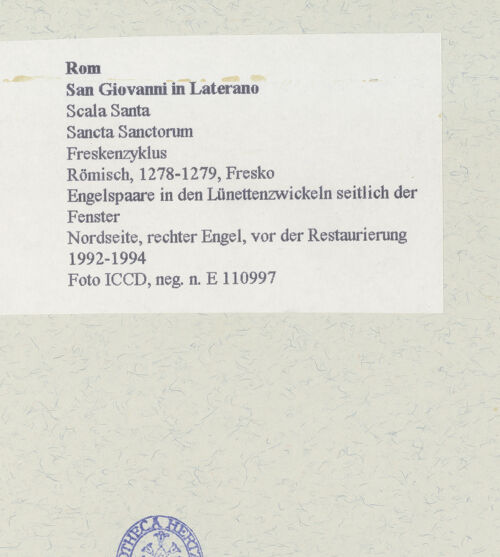 Rom
San Giovanni in Laterano
Scala Santa
Sancta Sanctorum
Freskenzyklus
Römisch, 1278-1279, Fresko
Engelspaare in den Lünettenzwickeln seitlich der
Fenster
Nordseite, rechter Engel, vor der Restaurierung
1992-1994
Foto ICCD, neg. n. E 110997